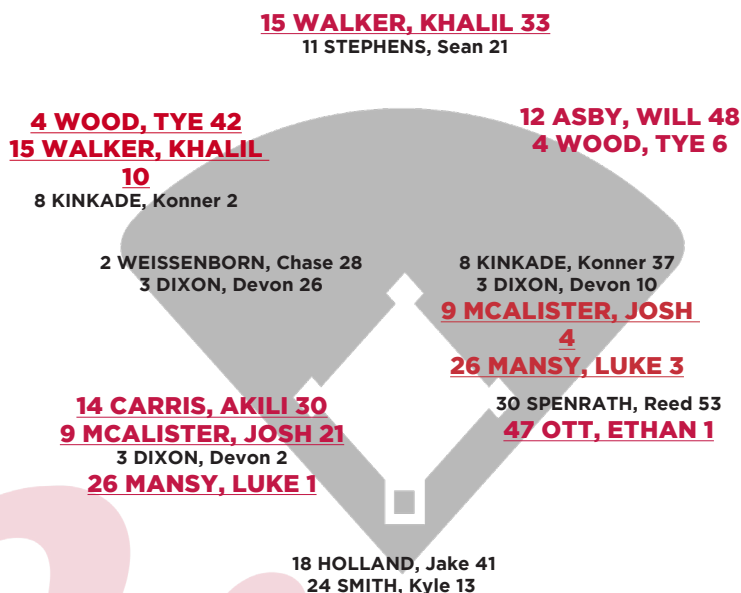 15 WALKER, KHALIL 33
11 STEPHENS, Sean 21
4 WOOD, TYE 42
15 WALKER, KHALIL
10
8 KINKADE, Konner 2
12 ASBY, WILL 48
4 WOOD, TYE 6
2 WEISSENBORN, Chase 28
3 DIXON, Devon 26
8 KINKADE, Konner 37
3 DIXON, Devon 10
9 MCALISTER, JOSH
4
26 MANSY, LUKE 3
14 CARRIS, AKILI 30
9 MCALISTER, JOSH 21
3 DIXON, Devon 2
26 MANSY, LUKE 1
30 SPENRATH, Reed 53
47 OTT, ETHAN 1
18 HOLLAND, Jake 41
24 SMITH, Kyle 13